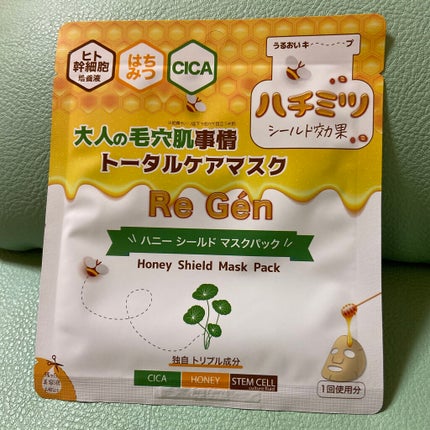 ヒト
幹細胞
培養液
はち
みつ
CICA
うるおいキ プ
ハチミツ
シールド効果
大人の毛穴肌事情
トータルケアマスク
Re Gén
ハニー シールド マスクパック
Honey Shield Mask Pack
独自 トリプル成分
CICA
HONEY
STEM CELL
culture fluid
1回使用分